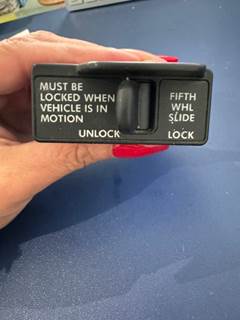 MUST BE
LOCKED WHEN
VEHICLE IS IN
MOTION
UNLOCK
FIFTH
WHL
SLIDE
LOCK